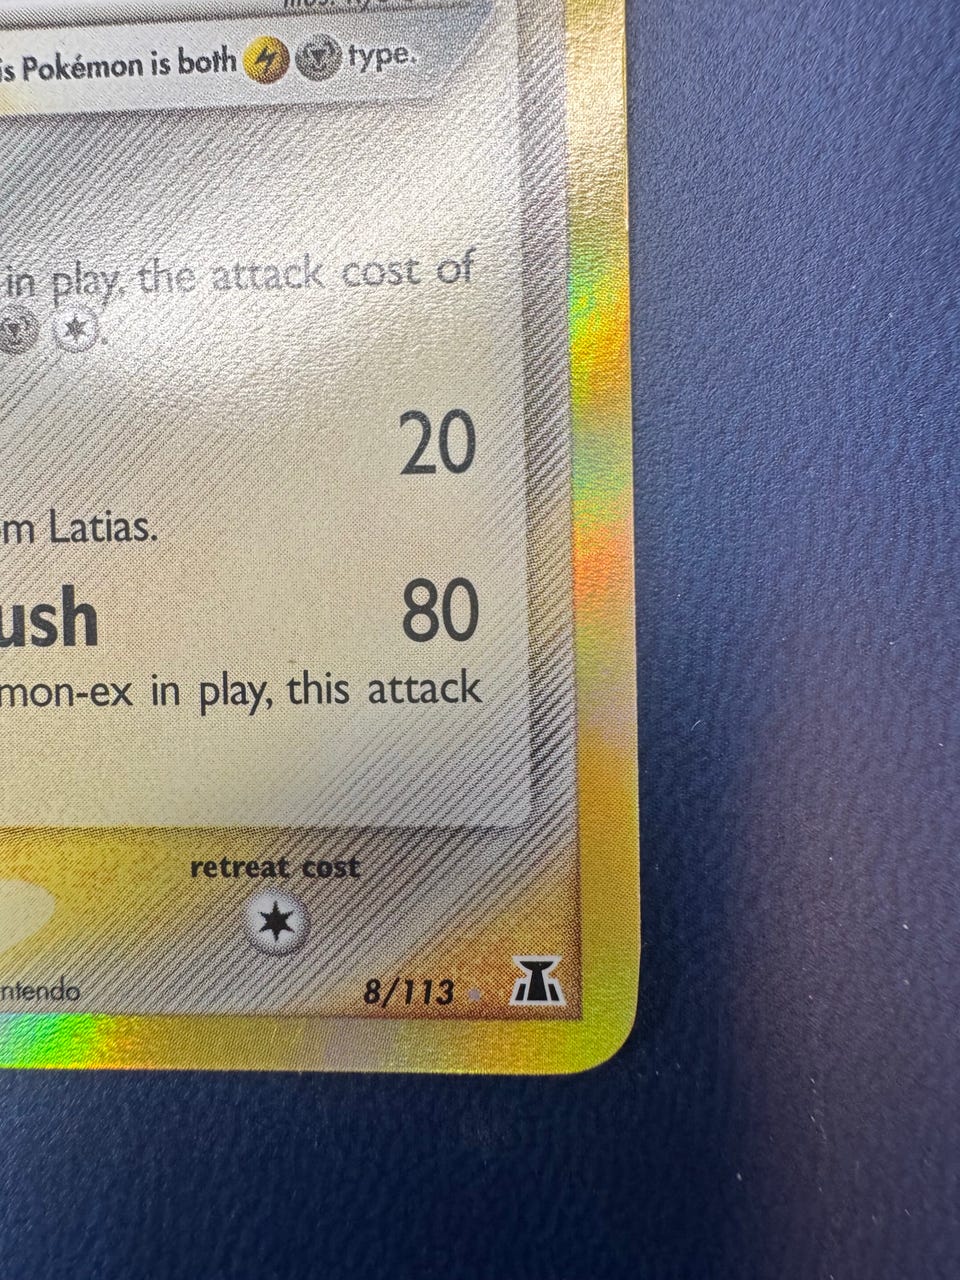 is Pokémon is both type.
in play, the attack cost of
.
20
om Latias.
ush 80
mon-ex in play, this attack
retreat cost
ntendo 8/113